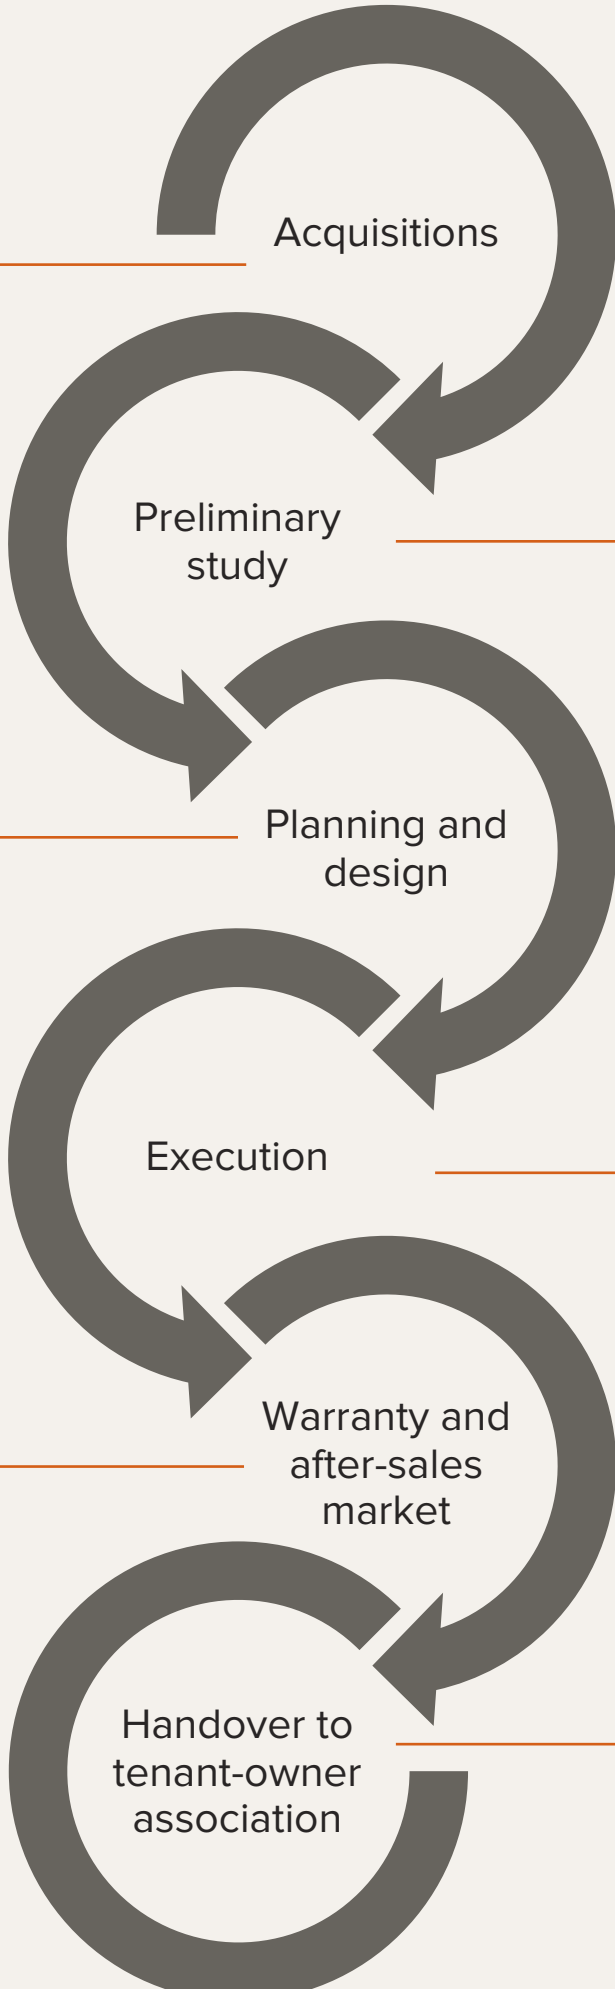 Acquisitions
Preliminary
study
Planning and
design
Execution
Warranty and
after-sales
market
Handover to
tenant-owner
association